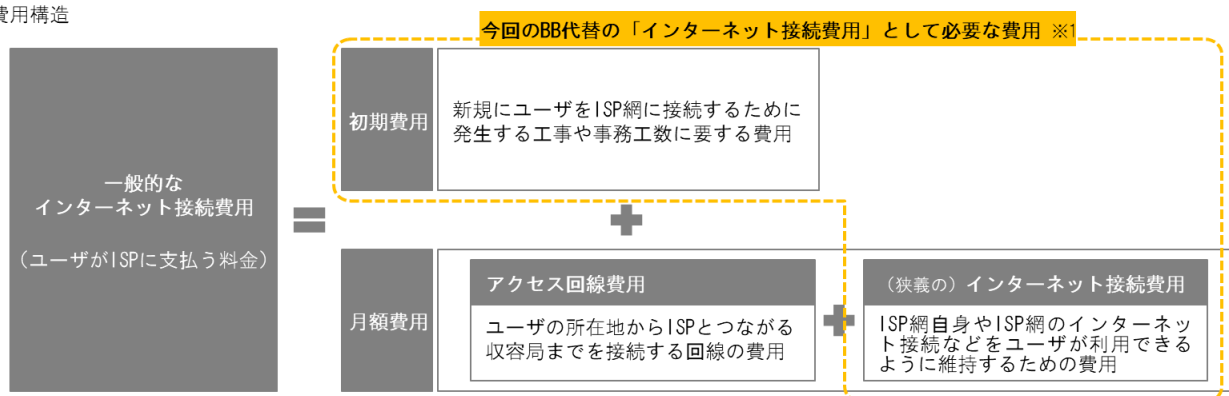 費用構造
今回のBB代替の「インターネット接続費用」として必要な費用 ※1
一般的な
インターネット接続費用
(ユーザがISPに支払う料金)
=
初期費用
新規にユーザをISP網に接続するために
発生する工事や事務工数に要する費用
+
月額費用
アクセス回線費用
ユーザの所在地からISPとつながる
収容局までを接続する回線の費用
+
(狭義の) インターネット接続費用
ISP網自身やISP網のインターネッ
ト接続などをユーザが利用できる
ように維持するための費用